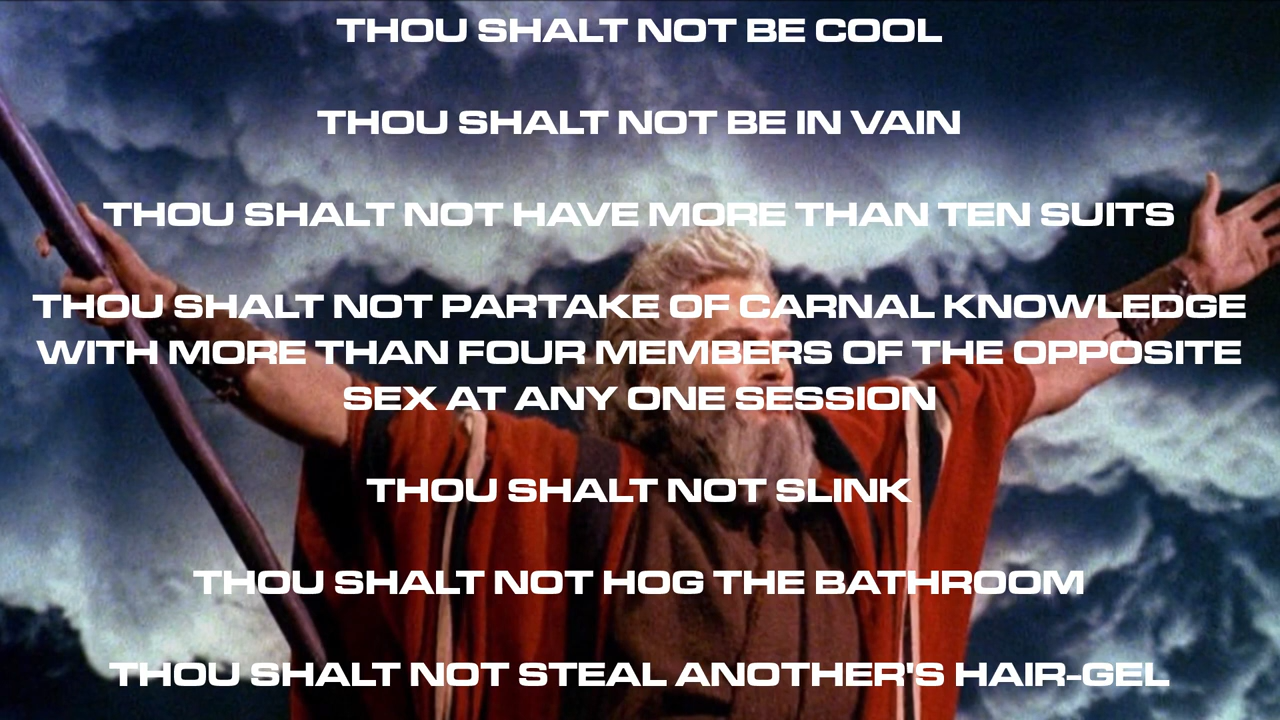 THOU SHALT NOT BE COOL
THOU SHALT NOT BE IN VAIN
THOU SHALT NOT HAVE MORE THAN TEN SUITS
THOU SHALT NOT PARTAKE OF CARNAL KNOWLEDGE
WITH MORE THAN FOUR MEMBERS OF THE OPPOSITE
SEX AT ANY ONE SESSION
THOU SHALT NOT SLINK
THOU SHALT NOT HOG THE BATHROOM
THOU SHALT NOT STEAL ANOTHER'S HAIR-GEL